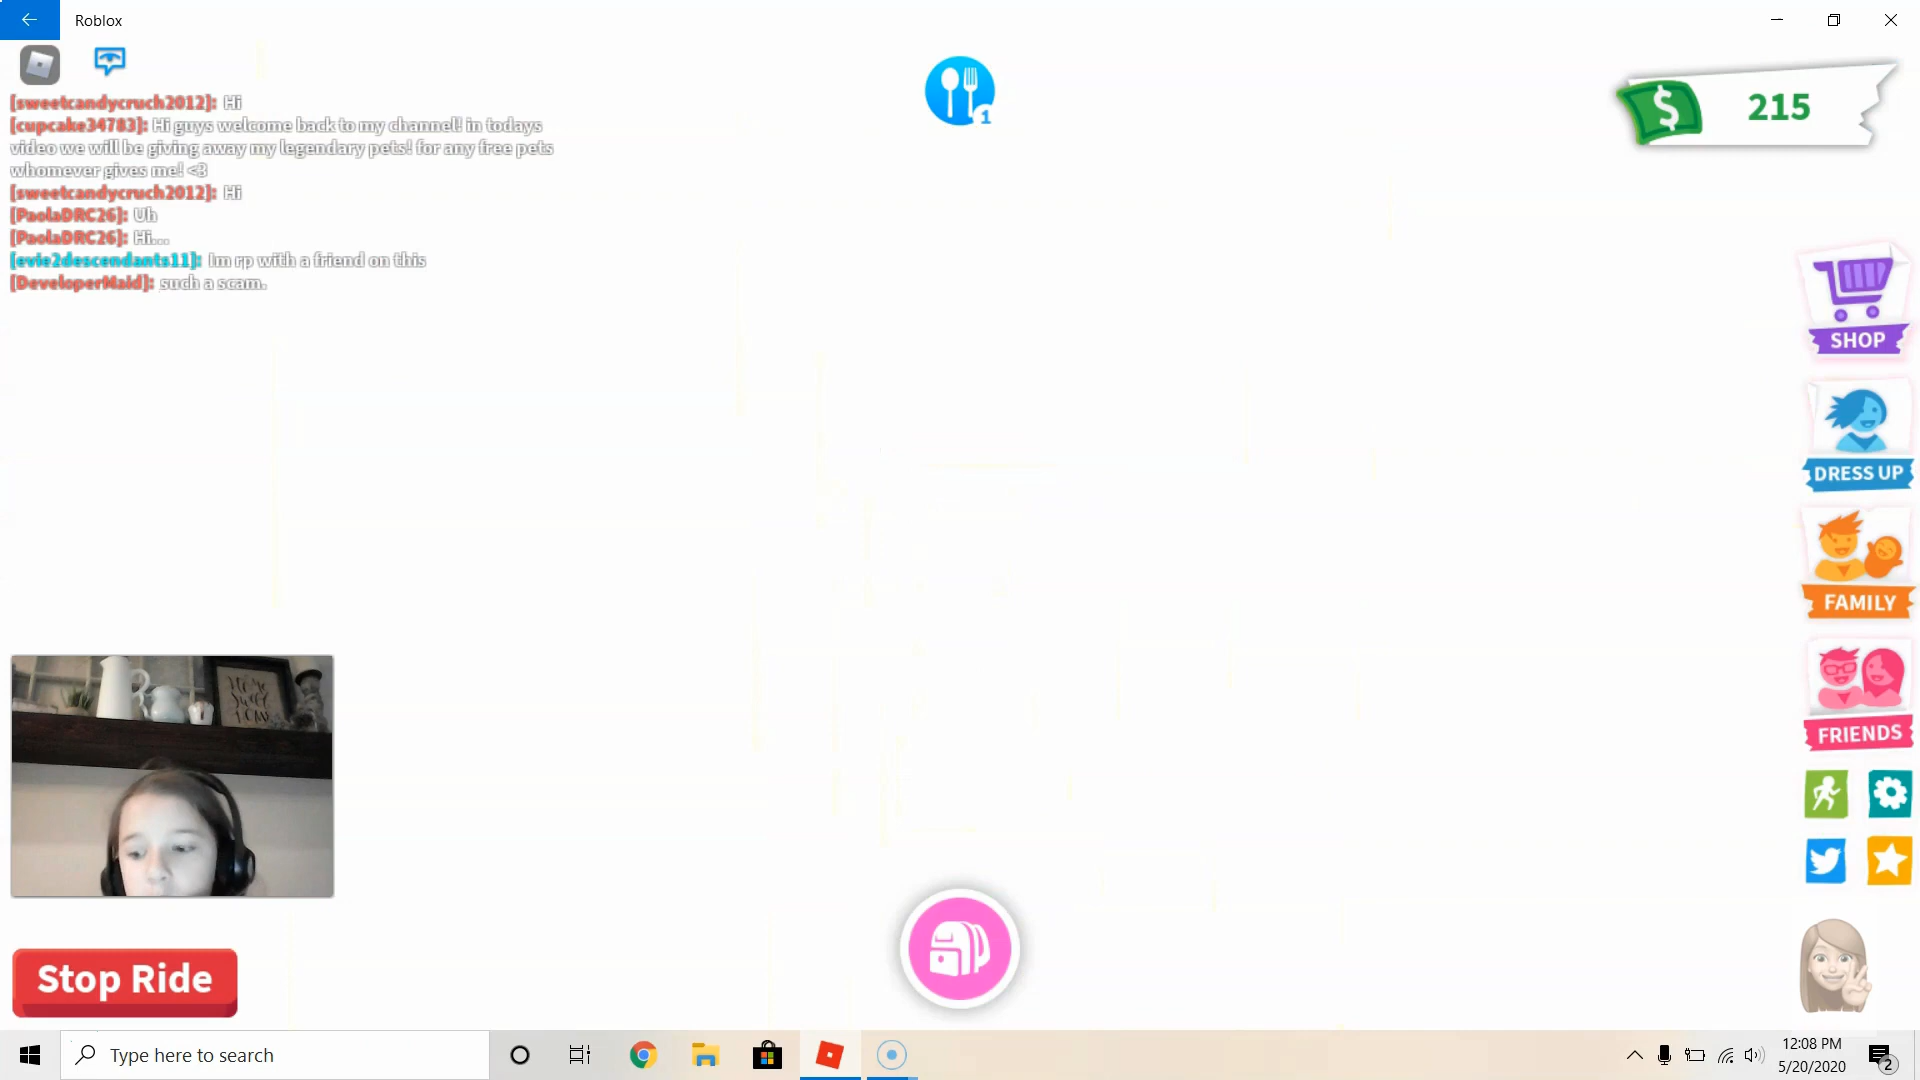 Roblox
[sweetcandycruch2012]: Hi
[cupcake34783]: Hi guys welcome back to my channel! in todays
video we will be giving away my legendary pets! for any free pets
whomever gives me! <3
[sweetcandycruch2012]: Hi
[PaolaDRC26]: Uh
[PaolaDRC26]: Hi...
[evie2descendants11]: Im rp with a friend on this
[DeveloperMaid]: such a scam.
1
$ 215
SHOP
DRESS UP
FAMILY
FRIENDS
Home
Sweet
Stop Ride
Type here to search
12:08 PM
5/20/2020
2